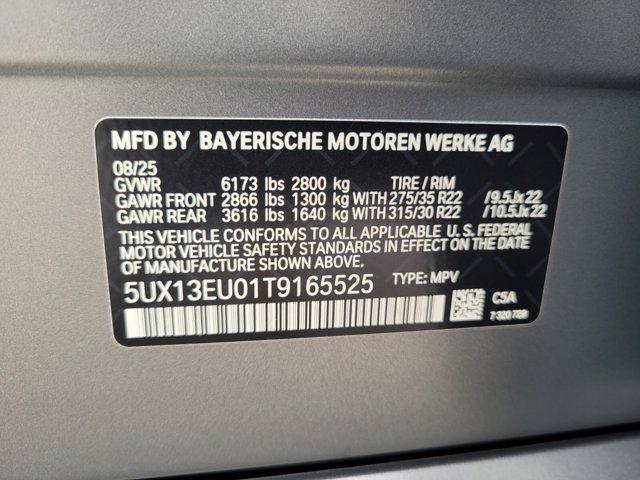 MFD BY BAYERISCHE MOTOREN WERKE AG
08/25
GVWR 6173 lbs 2800 kg TIRE / RIM
GAWR FRONT 2866 lbs 1300 kg WITH 275/35 R22 /9.5Jx22
GAWR REAR 3616 lbs 1640 kg WITH 315/30 R22 /10.5Jx22
THIS VEHICLE CONFORMS TO ALL APPLICABLE U.S. FEDERAL
MOTOR VEHICLE SAFETY STANDARDS IN EFFECT ON THE DATE
OF MANUFACTURE SHOWN ABOVE.
5UX13EU01T9165525 TYPE: MPV
C5A
7 320 728